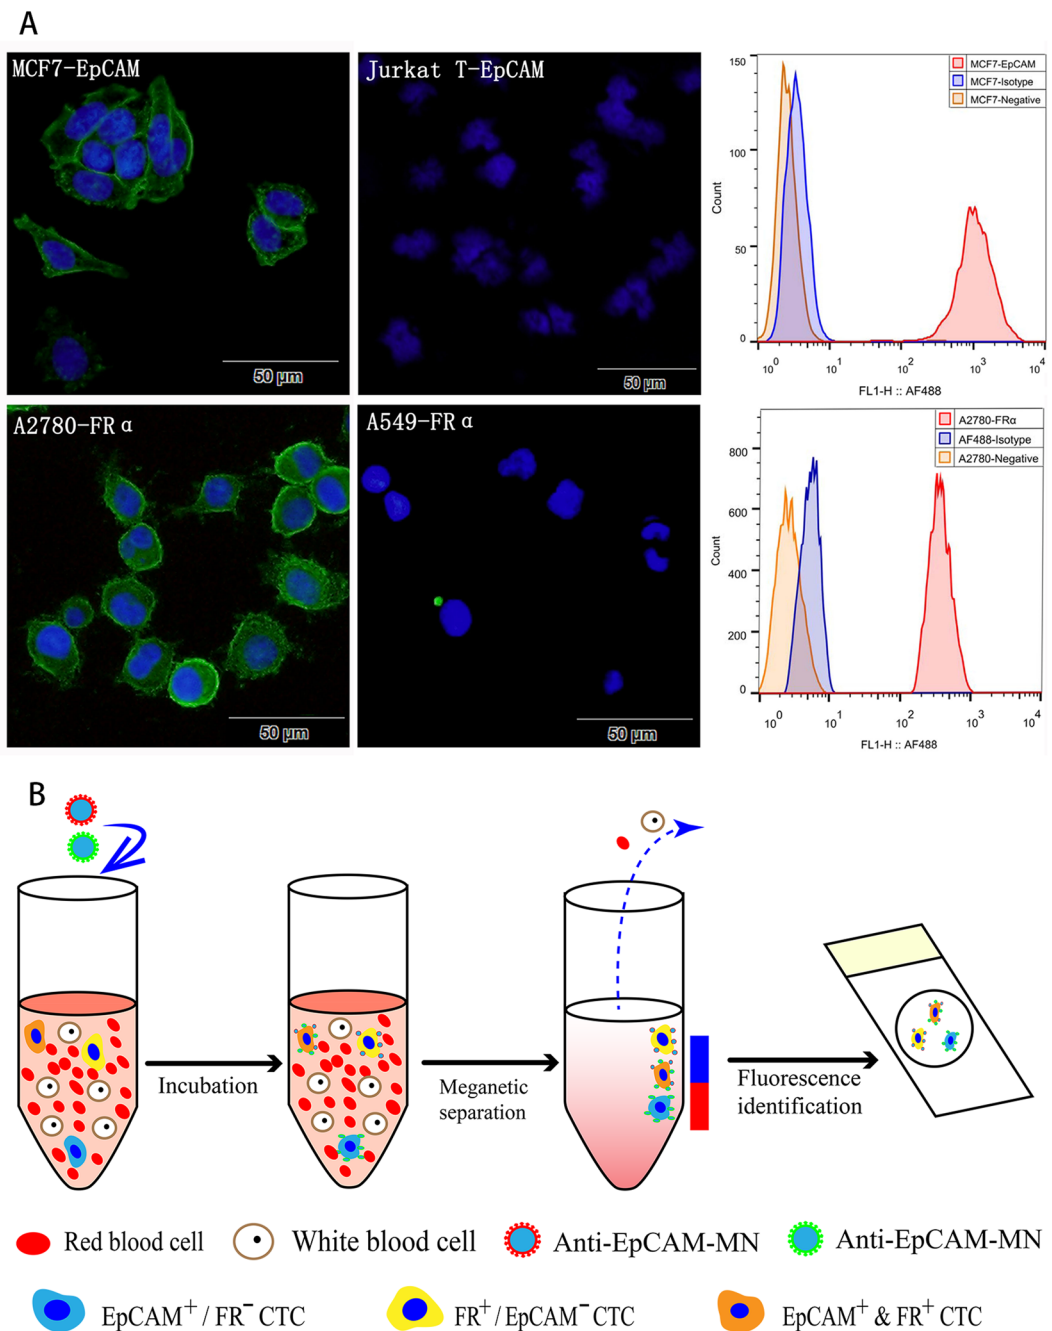 A
MCF7-EpCAM
50 μm
Jurkat T-EpCAM
50 μm
MCF7-EpCAM
MCF7-Isotype
MCF7-Negative
150
100
50
0
Count
10^0 10^1 10^2 10^3 10^4
FL1-H :: AF488
A2780-FR α
50 μm
A549-FR α
50 μm
A2780-FRα
AF488-Isotype
A2780-Negative
800
600
400
200
0
Count
10^0 10^1 10^2 10^3 10^4
FL1-H :: AF488
B
Incubation
Meganetic
separation
Fluorescence
identification
Red blood cell White blood cell Anti-EpCAM-MN Anti-EpCAM-MN
EpCAM⁺ / FR⁻ CTC FR⁺ / EpCAM⁻ CTC EpCAM⁺ & FR⁺ CTC